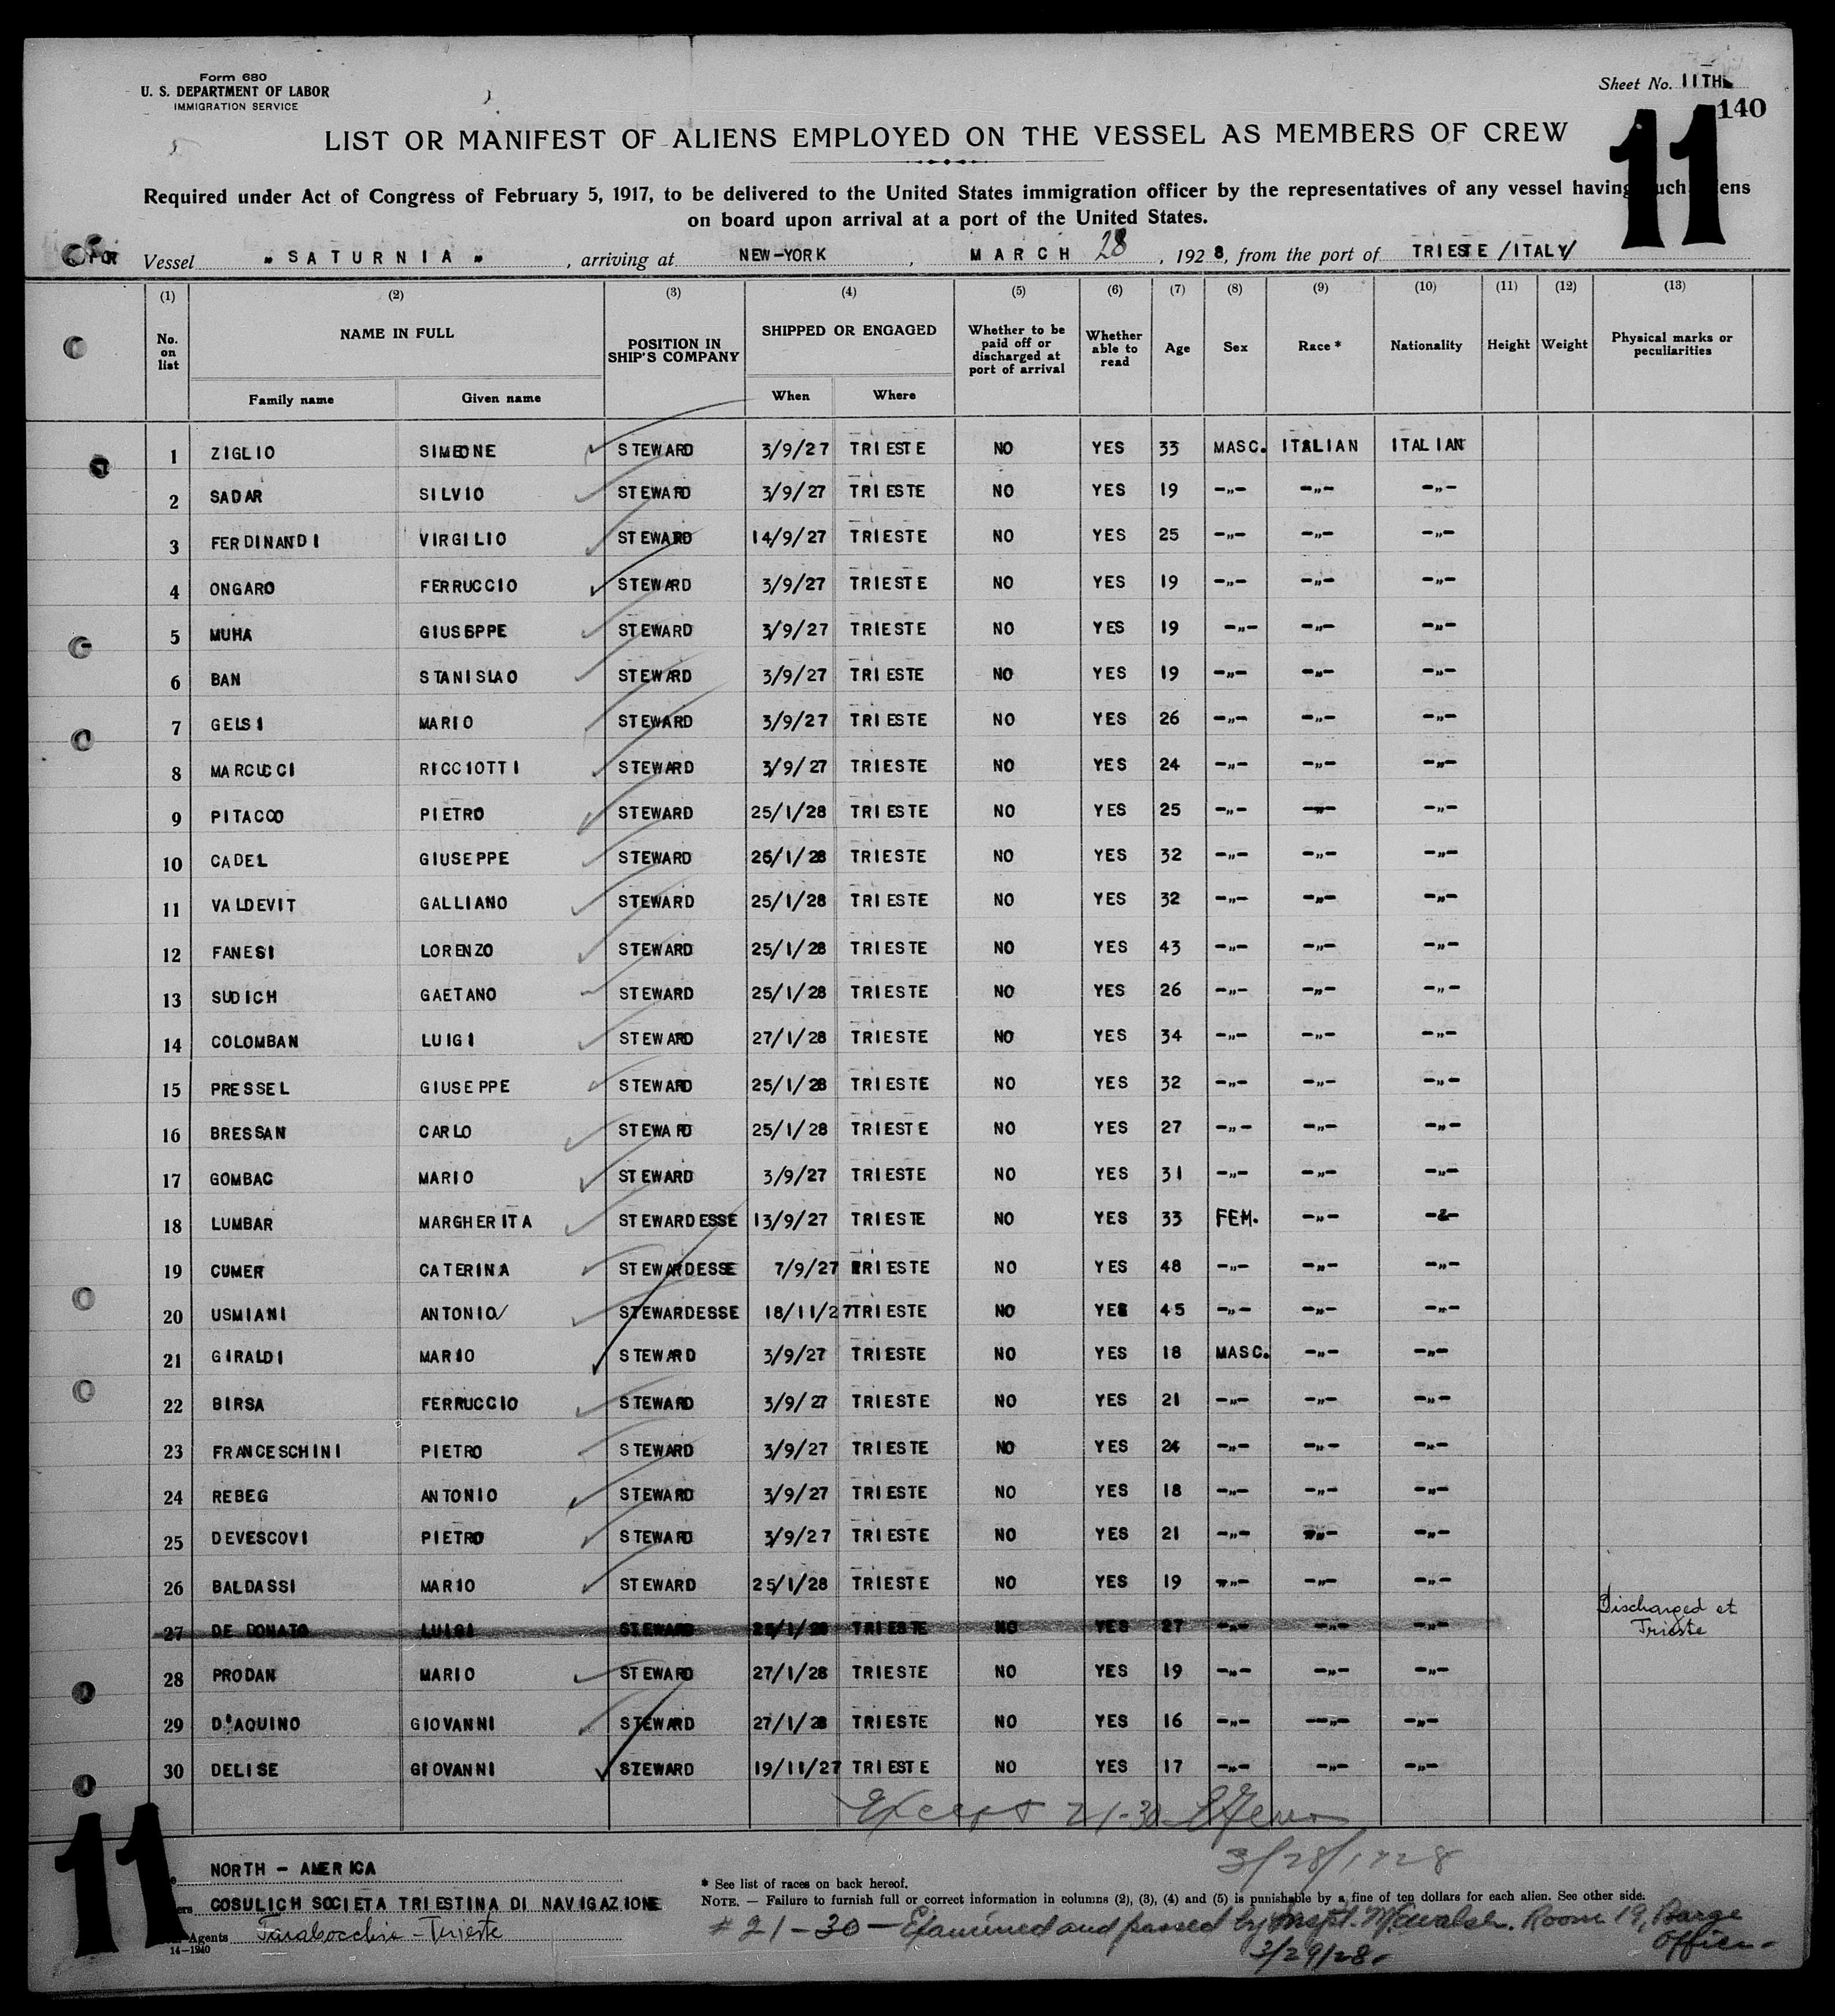 Form 680
U. S. DEPARTMENT OF LABOR
IMMIGRATION SERVICE
Sheet No. 11TH
140
11
LIST OR MANIFEST OF ALIENS EMPLOYED ON THE VESSEL AS MEMBERS OF CREW
Required under Act of Congress of February 5, 1917, to be delivered to the United States immigration officer by the representatives of any vessel having such aliens
on board upon arrival at a port of the United States.
Vessel "SATURNIA", arriving at NEW-YORK, MARCH 28, 1928, from the port of TRIESTE /ITALY/
(1) (2) (3) (4) (5) (6) (7) (8) (9) (10) (11) (12) (13)
No. on list NAME IN FULL POSITION IN SHIP'S COMPANY SHIPPED OR ENGAGED Whether to be paid off or discharged at port of arrival Whether able to read Age Sex Race * Nationality Height Weight Physical marks or peculiarities
Family name Given name When Where
1 ZIGLIO SIMEONE STEWARD 3/9/27 TRIESTE NO YES 33 MASC. ITALIAN ITALIAN
2 SADAR SILVIO STEWARD 3/9/27 TRIESTE NO YES 19 -"- -"- -"-
3 FERDINANDI VIRGILIO STEWARD 14/9/27 TRIESTE NO YES 25 -"- -"- -"-
4 ONGARO FERRUCCIO STEWARD 3/9/27 TRIESTE NO YES 19 -"- -"- -"-
5 MUHA GIUSEPPE STEWARD 3/9/27 TRIESTE NO YES 19 -"- -"- -"-
6 BAN STANISLAO STEWARD 3/9/27 TRIESTE NO YES 19 -"- -"- -"-
7 GELSI MARIO STEWARD 3/9/27 TRIESTE NO YES 26 -"- -"- -"-
8 MARCUCCI RICCIOTTI STEWARD 3/9/27 TRIESTE NO YES 24 -"- -"- -"-
9 PITACCO PIETRO STEWARD 25/1/28 TRIESTE NO YES 25 -"- -"- -"-
10 CADEL GIUSEPPE STEWARD 26/1/28 TRIESTE NO YES 32 -"- -"- -"-
11 VALDEVIT GALLIANO STEWARD 25/1/28 TRIESTE NO YES 32 -"- -"- -"-
12 FANESI LORENZO STEWARD 25/1/28 TRIESTE NO YES 43 -"- -"- -"-
13 SUDICH GAETANO STEWARD 25/1/28 TRIESTE NO YES 26 -"- -"- -"-
14 COLOMBAN LUIGI STEWARD 27/1/28 TRIESTE NO YES 34 -"- -"- -"-
15 PRESSEL GIUSEPPE STEWARD 25/1/28 TRIESTE NO YES 32 -"- -"- -"-
16 BRESSAN CARLO STEWARD 25/1/28 TRIESTE NO YES 27 -"- -"- -"-
17 GOMBAC MARIO STEWARD 3/9/27 TRIESTE NO YES 31 -"- -"- -"-
18 LUMBAR MARGHERITA STEWARDESSE 13/9/27 TRIESTE NO YES 33 FEM. -"- -"-
19 CUMER CATERINA STEWARDESSE 7/9/27 TRIESTE NO YES 48 -"- -"- -"-
20 USMIANI ANTONIO/ STEWARDESSE 18/11/27 TRIESTE NO YES 45 -"- -"- -"-
21 GIRALDI MARIO STEWARD 3/9/27 TRIESTE NO YES 18 MASC. -"- -"-
22 BIRSA FERRUCCIO STEWARD 3/9/27 TRIESTE NO YES 21 -"- -"- -"-
23 FRANCESCHINI PIETRO STEWARD 3/9/27 TRIESTE NO YES 24 -"- -"- -"-
24 REBEG ANTONIO STEWARD 3/9/27 TRIESTE NO YES 18 -"- -"- -"-
25 DEVESCOVI PIETRO STEWARD 3/9/27 TRIESTE NO YES 21 -"- -"- -"-
26 BALDASSI MARIO STEWARD 25/1/28 TRIESTE NO YES 19 -"- -"- -"-
27 DE DONATO LUIGI STEWARD TRIESTE NO YES 27 -"- -"- -"- Discharged at Trieste
28 PRODAN MARIO STEWARD 27/1/28 TRIESTE NO YES 19 -"- -"- -"-
29 D'AQUINO GIOVANNI STEWARD 27/1/28 TRIESTE NO YES 16 -"- -"- -"-
30 DELISE GIOVANNI STEWARD 19/11/27 TRIESTE NO YES 17 -"- -"- -"-
Except 21-30
3/28/1928
11
NORTH - AMERICA
COSULICH SOCIETA TRIESTINA DI NAVIGAZIONE
Agents Tarabocchia - Trieste
14-1240
* See list of races on back hereof.
NOTE. — Failure to furnish full or correct information in columns (2), (3), (4) and (5) is punishable by a fine of ten dollars for each alien. See other side.
# 21-30 — Examined and passed by Inspt. Room 19, Barge Office.
3/29/28.